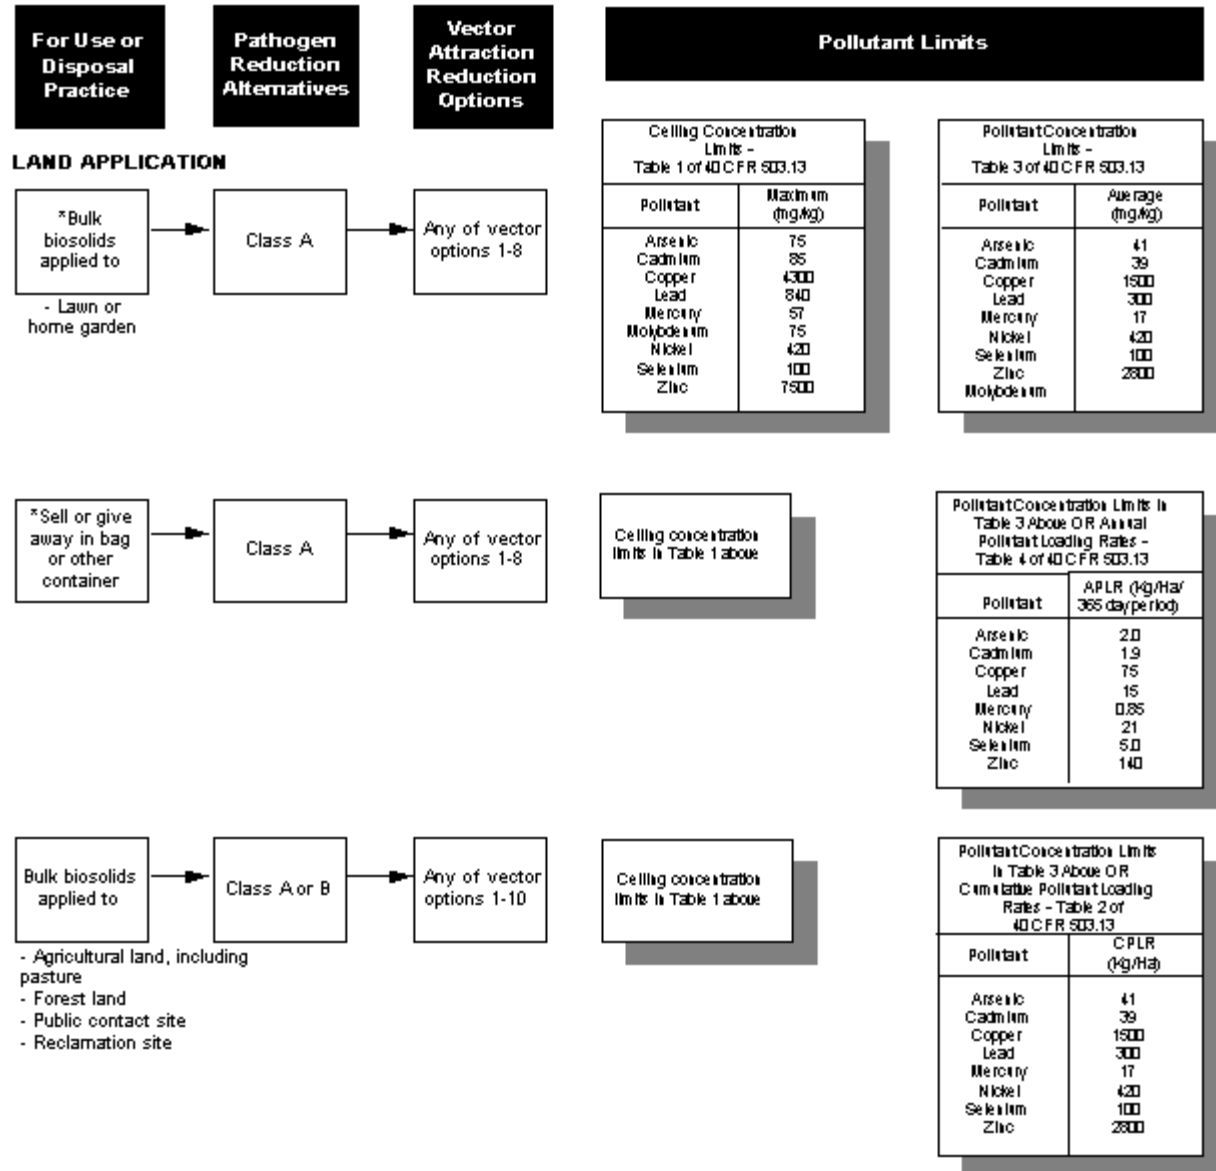 For Use or
Disposal
Practice
Pathogen
Reduction
Alternatives
Vector
Attraction
Reduction
Options
Pollutant Limits
LAND APPLICATION
*Bulk
biosolids
applied to
- Lawn or
home garden
Class A
Any of vector
options 1-8
Ceiling Concentration
Limits -
Table 1 of 40 CFR 503.13
Pollutant
Maximum
(mg/kg)
Arsenic 75
Cadmium 85
Copper 4300
Lead 840
Mercury 57
Molybdenum 75
Nickel 420
Selenium 100
Zinc 7500
Pollutant Concentration
Limits -
Table 3 of 40 CFR 503.13
Pollutant
Average
(mg/kg)
Arsenic 41
Cadmium 39
Copper 1500
Lead 300
Mercury 17
Nickel 420
Selenium 100
Zinc 2800
Molybdenum
*Sell or give
away in bag
or other
container
Class A
Any of vector
options 1-8
Ceiling concentration
limits in Table 1 above
Pollutant Concentration Limits in
Table 3 Above OR Annual
Pollutant Loading Rates -
Table 4 of 40 CFR 503.13
Pollutant
APLR (Kg/Ha/
365 day period)
Arsenic 2.0
Cadmium 1.9
Copper 75
Lead 15
Mercury 0.85
Nickel 21
Selenium 5.0
Zinc 140
Bulk biosolids
applied to
- Agricultural land, including
pasture
- Forest land
- Public contact site
- Reclamation site
Class A or B
Any of vector
options 1-10
Ceiling concentration
limits in Table 1 above
Pollutant Concentration Limits
in Table 3 Above OR
Cumulative Pollutant Loading
Rates - Table 2 of
40 CFR 503.13
Pollutant
CPLR
(Kg/Ha)
Arsenic 41
Cadmium 39
Copper 1500
Lead 300
Mercury 17
Nickel 420
Selenium 100
Zinc 2800